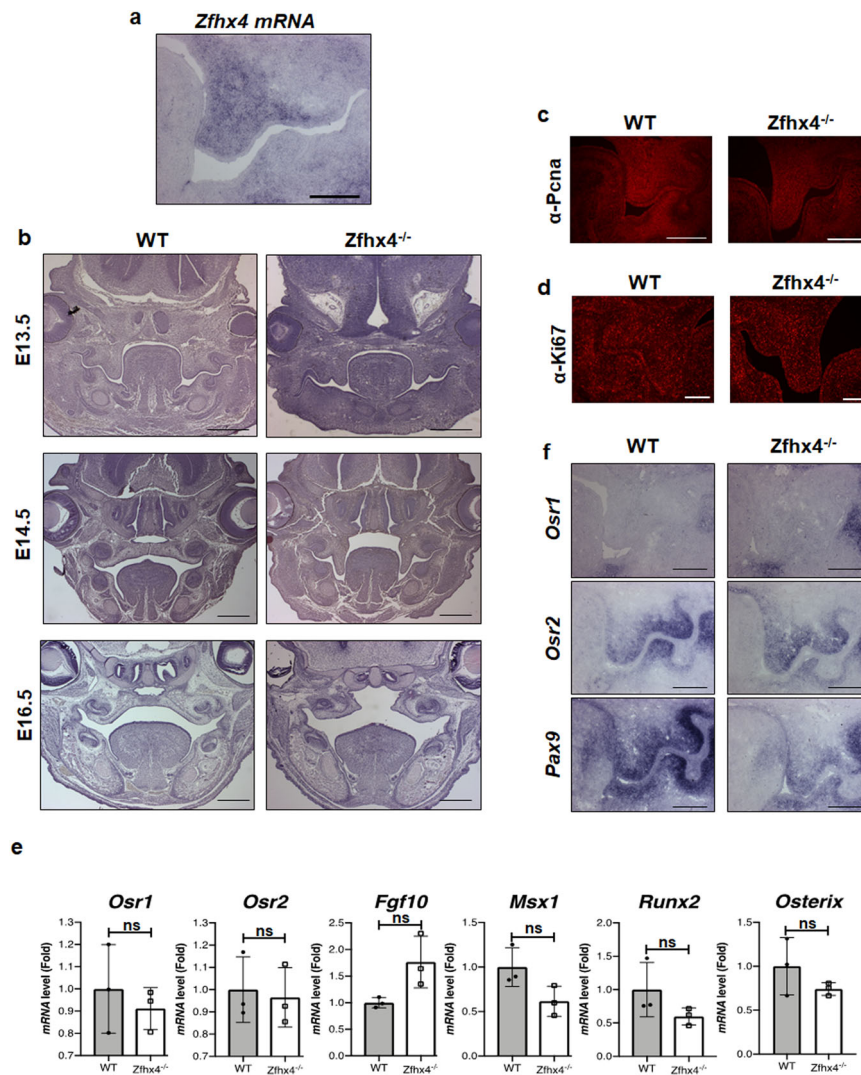 a
Zfhx4 mRNA
b
WT Zfhx4-/-
E13.5
E14.5
E16.5
c
WT Zfhx4-/-
α-Pcna
d
WT Zfhx4-/-
α-Ki67
f
WT Zfhx4-/-
Osr1
Osr2
Pax9
e
Osr1
mRNA level (Fold)
1.3
1.2
1.1
1.0
0.9
0.8
0.7
ns
WT Zfhx4-/-
Osr2
mRNA level (Fold)
1.3
1.2
1.1
1.0
0.9
0.8
0.7
ns
WT Zfhx4-/-
Fgf10
mRNA level (Fold)
2.5
2.0
1.5
1.0
0.5
0.0
ns
WT Zfhx4-/-
Msx1
mRNA level (Fold)
1.5
1.0
0.5
0.0
ns
WT Zfhx4-/-
Runx2
mRNA level (Fold)
2.0
1.5
1.0
0.5
0.0
ns
WT Zfhx4-/-
Osterix
mRNA level (Fold)
1.5
1.0
0.5
0.0
ns
WT Zfhx4-/-